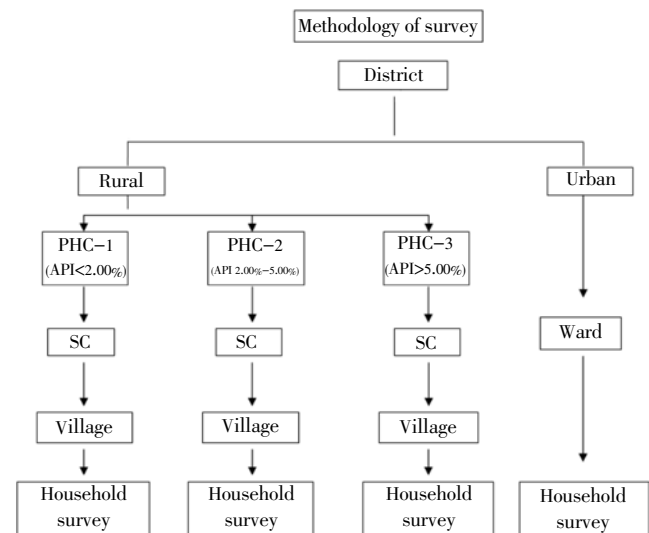 Methodology of survey
District
Rural
Urban
PHC−1
(API<2.00%)
PHC−2
(API 2.00%−5.00%)
PHC−3
(API>5.00%)
SC
SC
SC
Ward
Village
Village
Village
Household
survey
Household
survey
Household
survey
Household
survey